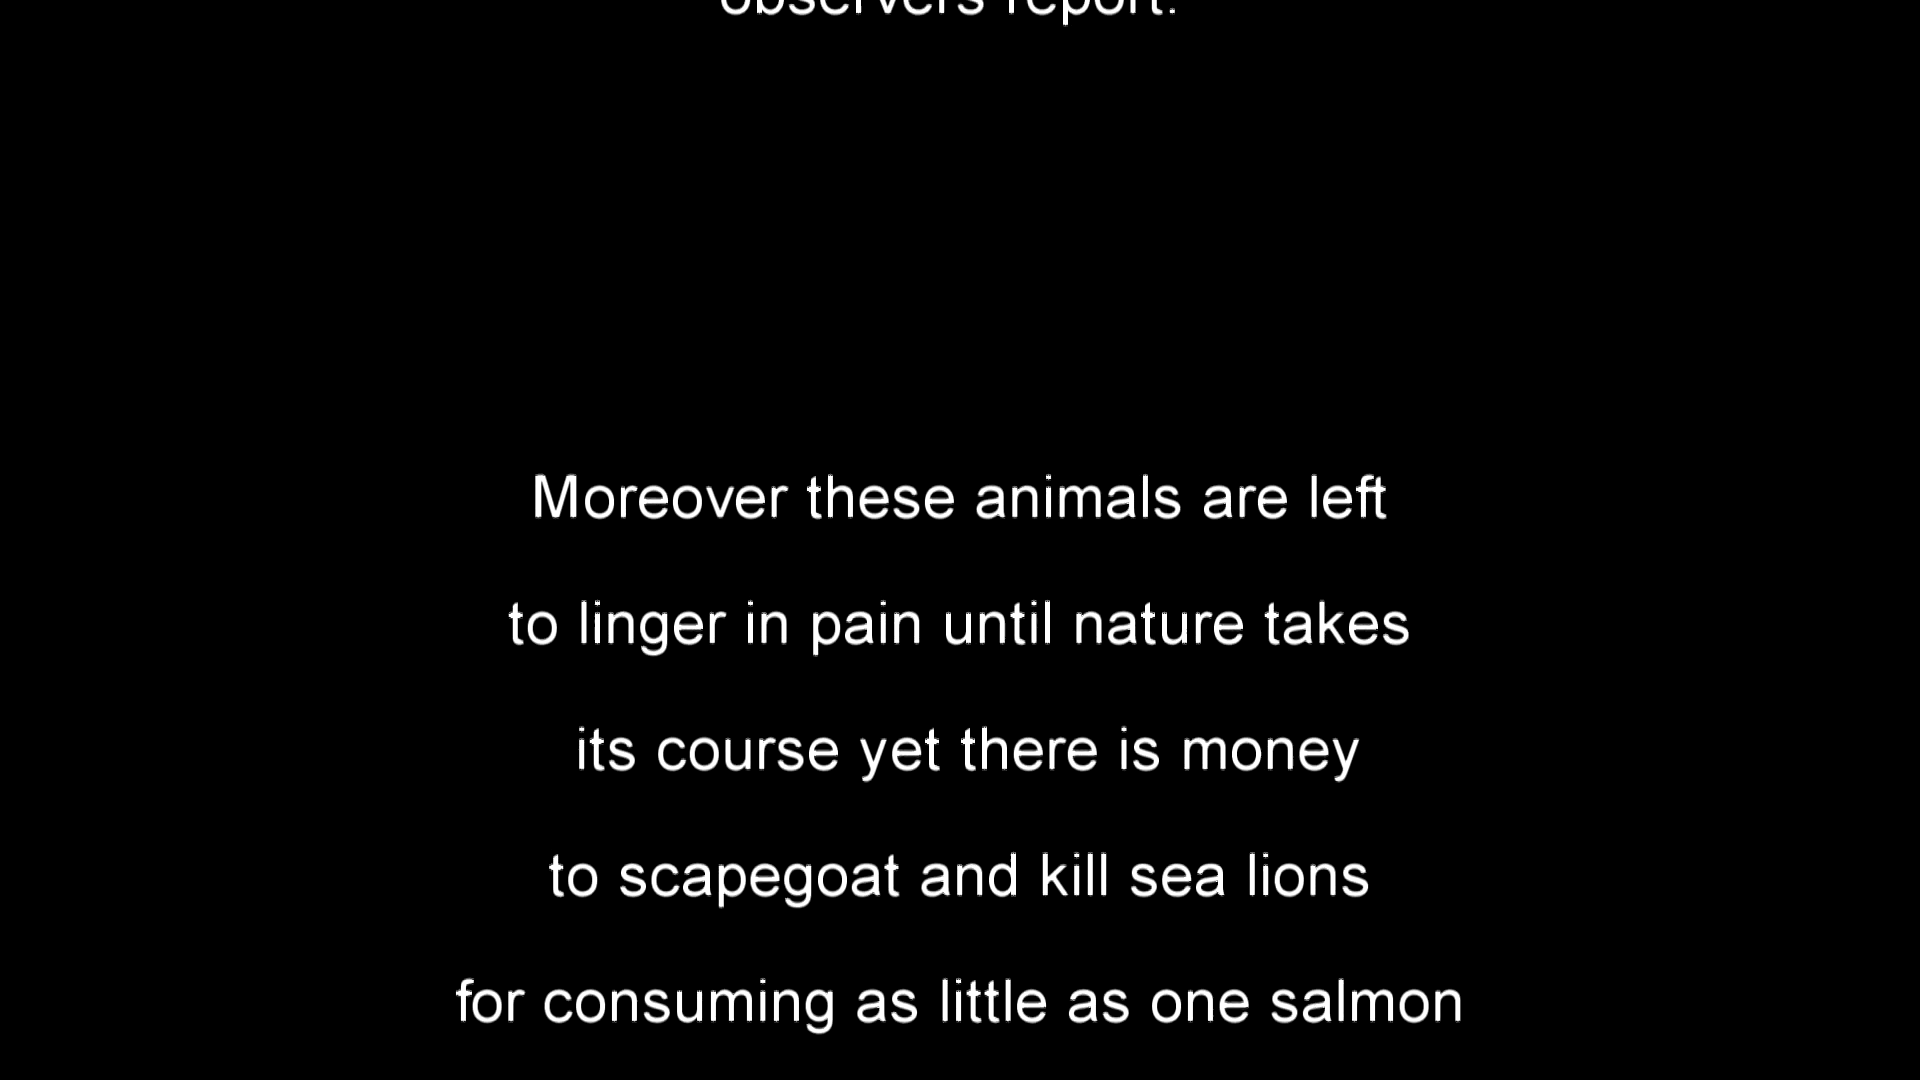 observers report.
Moreover these animals are left
to linger in pain until nature takes
its course yet there is money
to scapegoat and kill sea lions
for consuming as little as one salmon